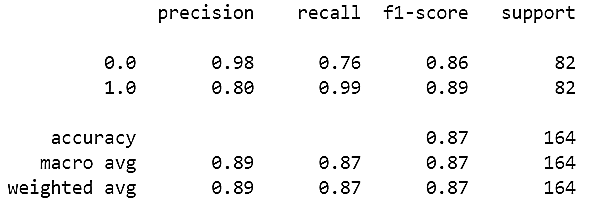 precision recall f1-score support
0.0 0.98 0.76 0.86 82
1.0 0.80 0.99 0.89 82
accuracy 0.87 164
macro avg 0.89 0.87 0.87 164
weighted avg 0.89 0.87 0.87 164